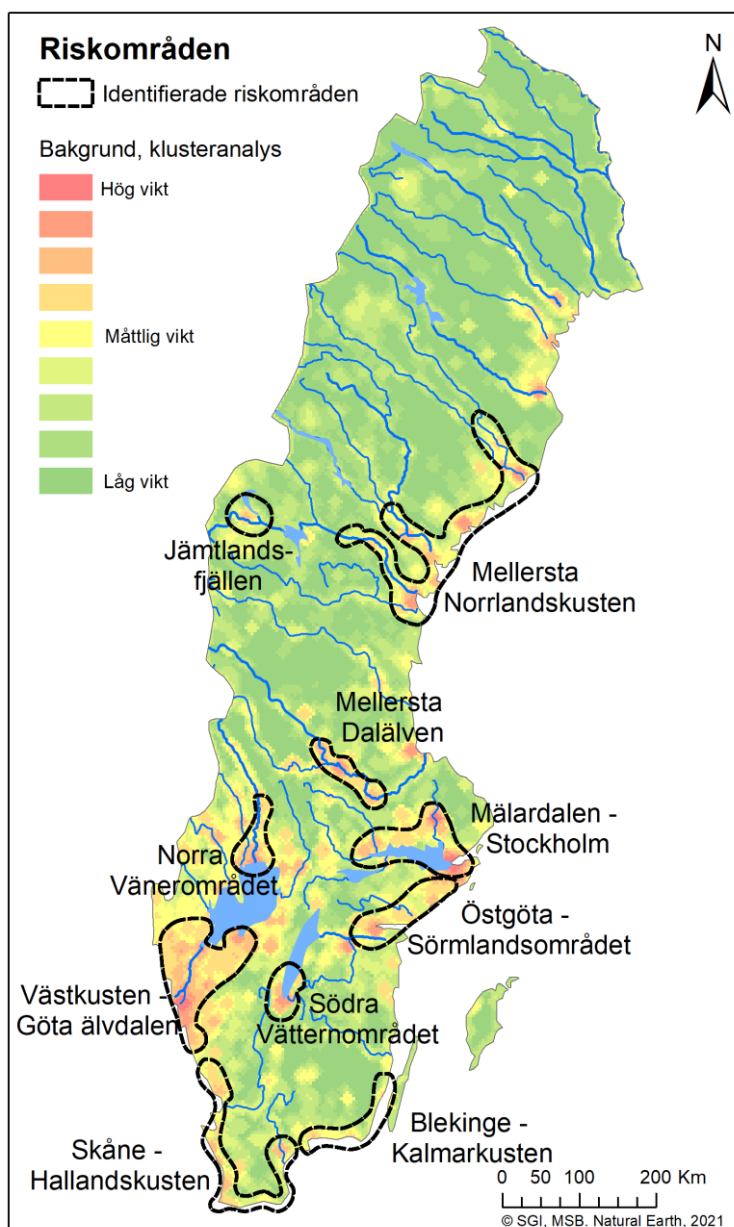 Riskområden
Identifierade riskområden
Bakgrund, klusteranalys
Hög vikt
Måttlig vikt
Låg vikt
N
Jämtlands-
fjällen
Mellersta
Norrlandskusten
Mellersta
Dalälven
Mälardalen -
Stockholm
Norra
Vänerområdet
Östgöta -
Sörmlandsområdet
Västkusten -
Göta älvdalen
Södra
Vätternområdet
Blekinge -
Kalmarkusten
Skåne -
Hallandskusten
0 50 100 200 Km
© SGI, MSB. Natural Earth, 2021